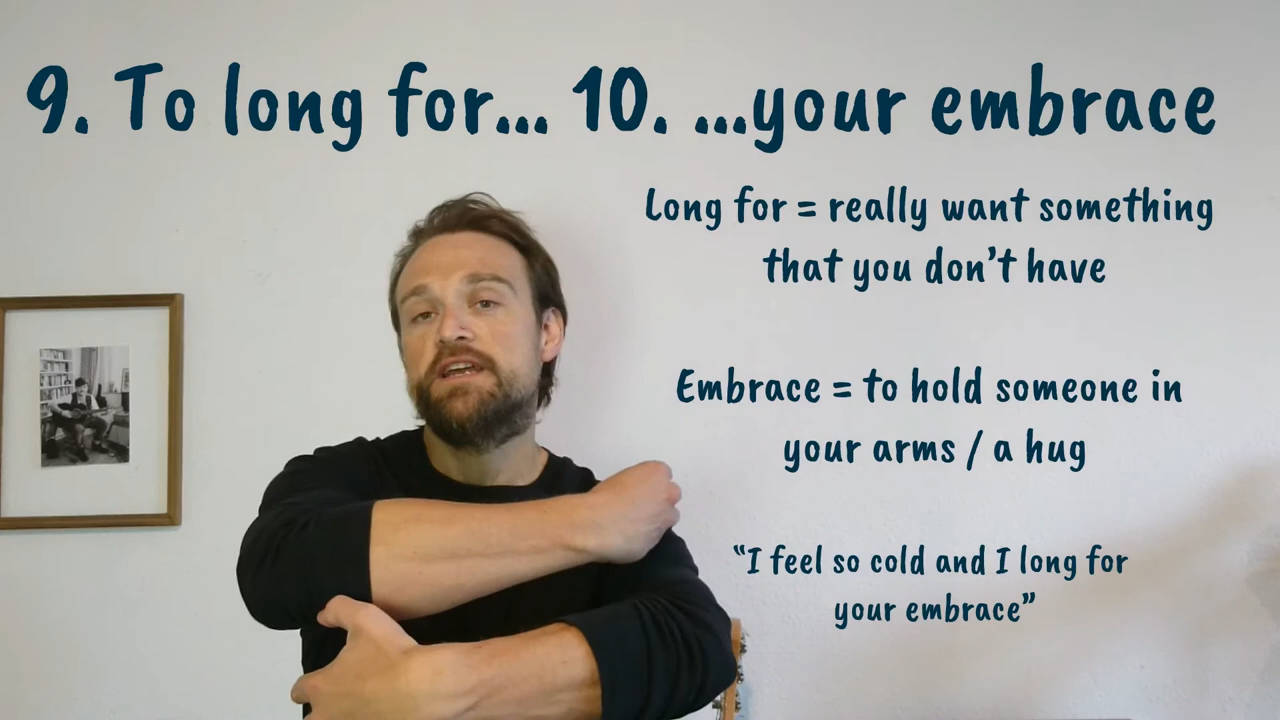 9. To long for... 10. ...your embrace
Long for = really want something
that you don't have
Embrace = to hold someone in
your arms / a hug
“I feel so cold and I long for
your embrace”